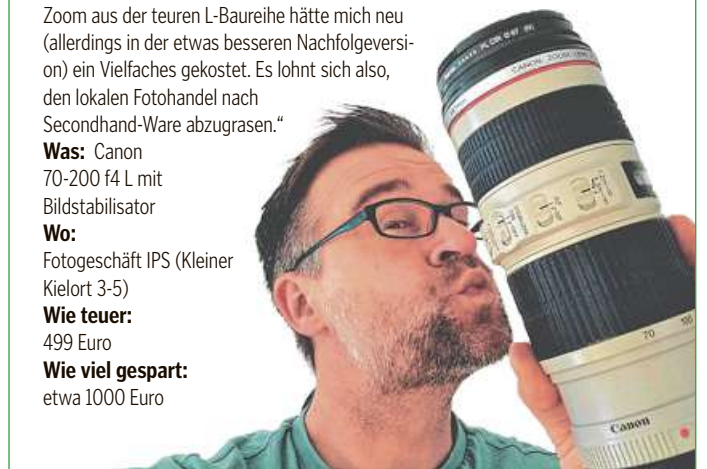 Zoom aus der teuren L-Baureihe hätte mich neu
(allerdings in der etwas besseren Nachfolgeversi-
on) ein Vielfaches gekostet. Es lohnt sich also,
den lokalen Fotohandel nach
Secondhand-Ware abzugrasen.“
Was: Canon
70-200 f4 L mit
Bildstabilisator
Wo:
Fotogeschäft IPS (Kleiner
Kielort 3-5)
Wie teuer:
499 Euro
Wie viel gespart:
etwa 1000 Euro
CANON ZOOM LENS
70 100
Canon